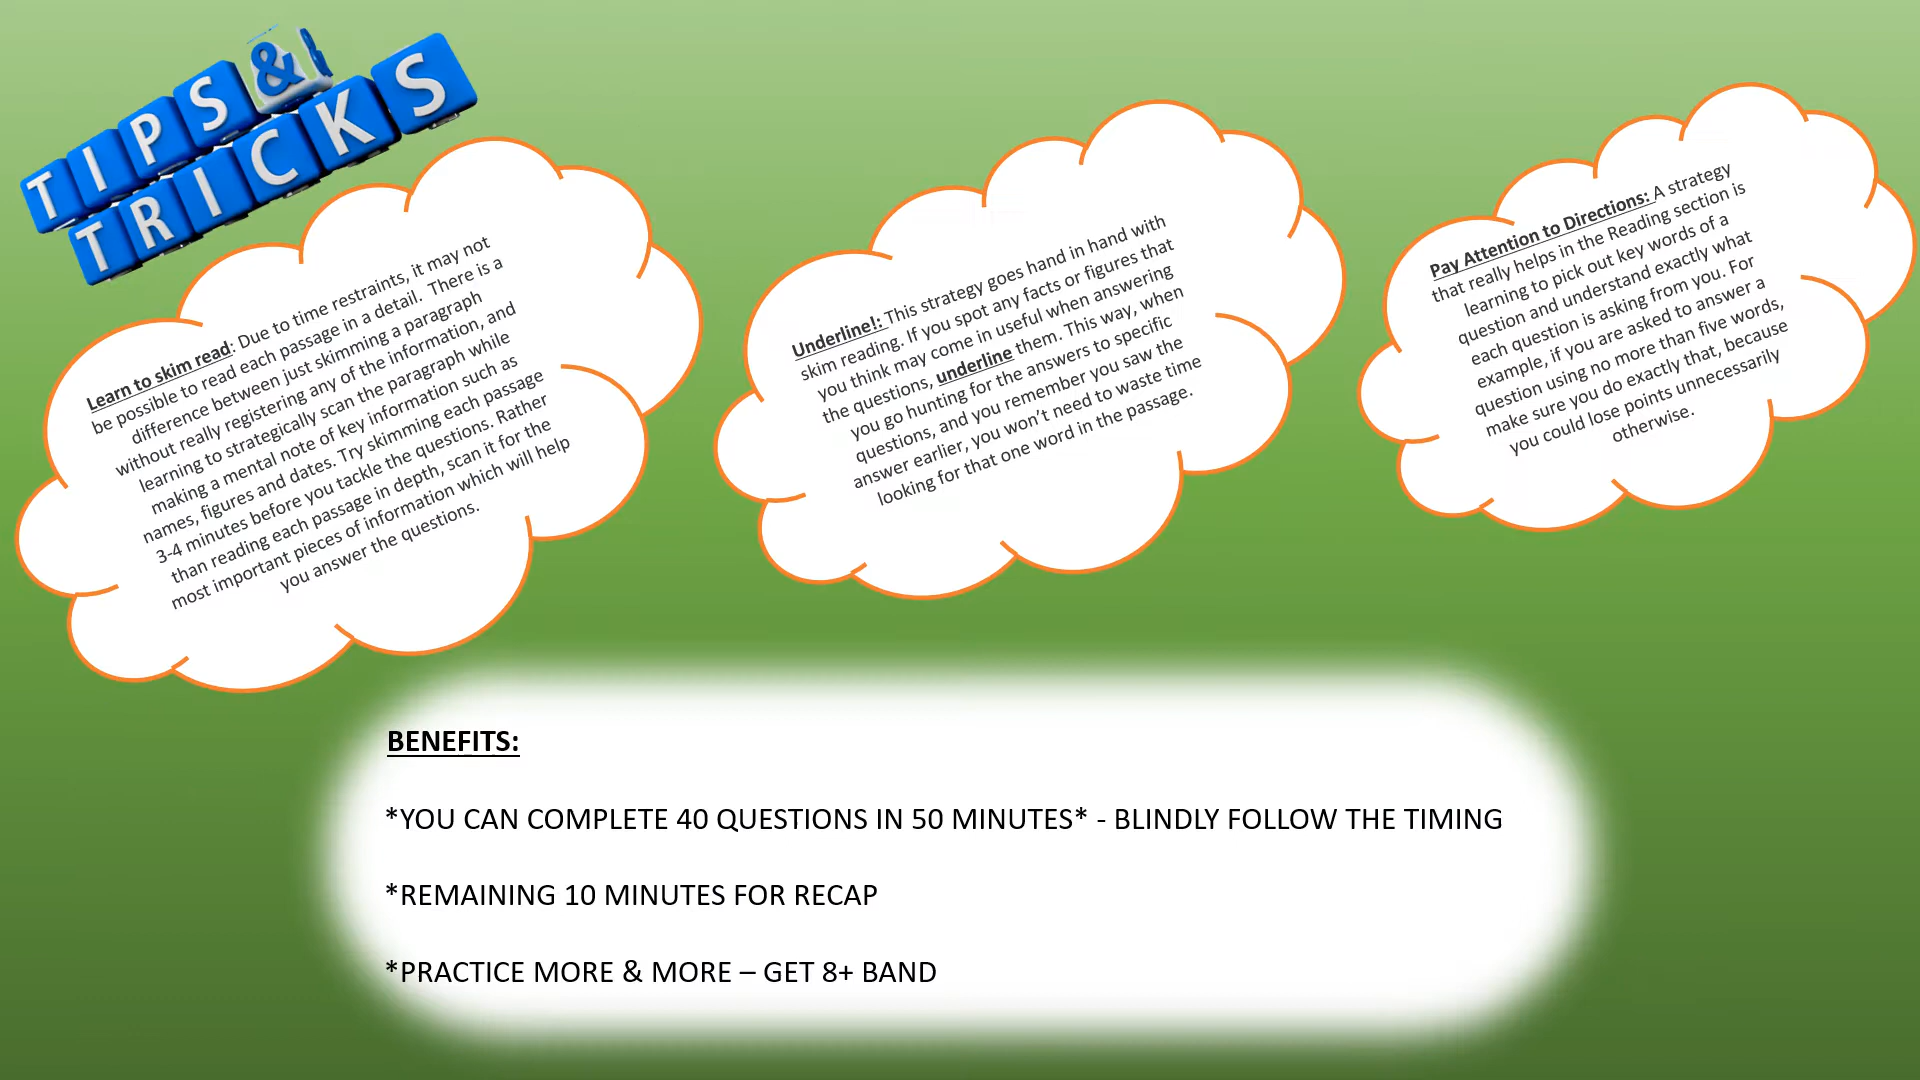 TIPS &
TRICKS
Learn to skim read: Due to time restraints, it may not
be possible to read each passage in a detail. There is a
difference between just skimming a paragraph
without really registering any of the information, and
learning to strategically scan the paragraph while
making a mental note of key information such as
names, figures and dates. Try skimming each passage
3-4 minutes before you tackle the questions. Rather
than reading each passage in depth, scan it for the
most important pieces of information which will help
you answer the questions.
Underline!: This strategy goes hand in hand with
skim reading. If you spot any facts or figures that
you think may come in useful when answering
the questions, underline them. This way, when
you go hunting for the answers to specific
questions, and you remember you saw the
answer earlier, you won't need to waste time
looking for that one word in the passage.
Pay Attention to Directions: A strategy
that really helps in the Reading section is
learning to pick out key words of a
question and understand exactly what
each question is asking from you. For
example, if you are asked to answer a
question using no more than five words,
make sure you do exactly that, because
you could lose points unnecessarily
otherwise.
BENEFITS:
*YOU CAN COMPLETE 40 QUESTIONS IN 50 MINUTES* - BLINDLY FOLLOW THE TIMING
*REMAINING 10 MINUTES FOR RECAP
*PRACTICE MORE & MORE – GET 8+ BAND